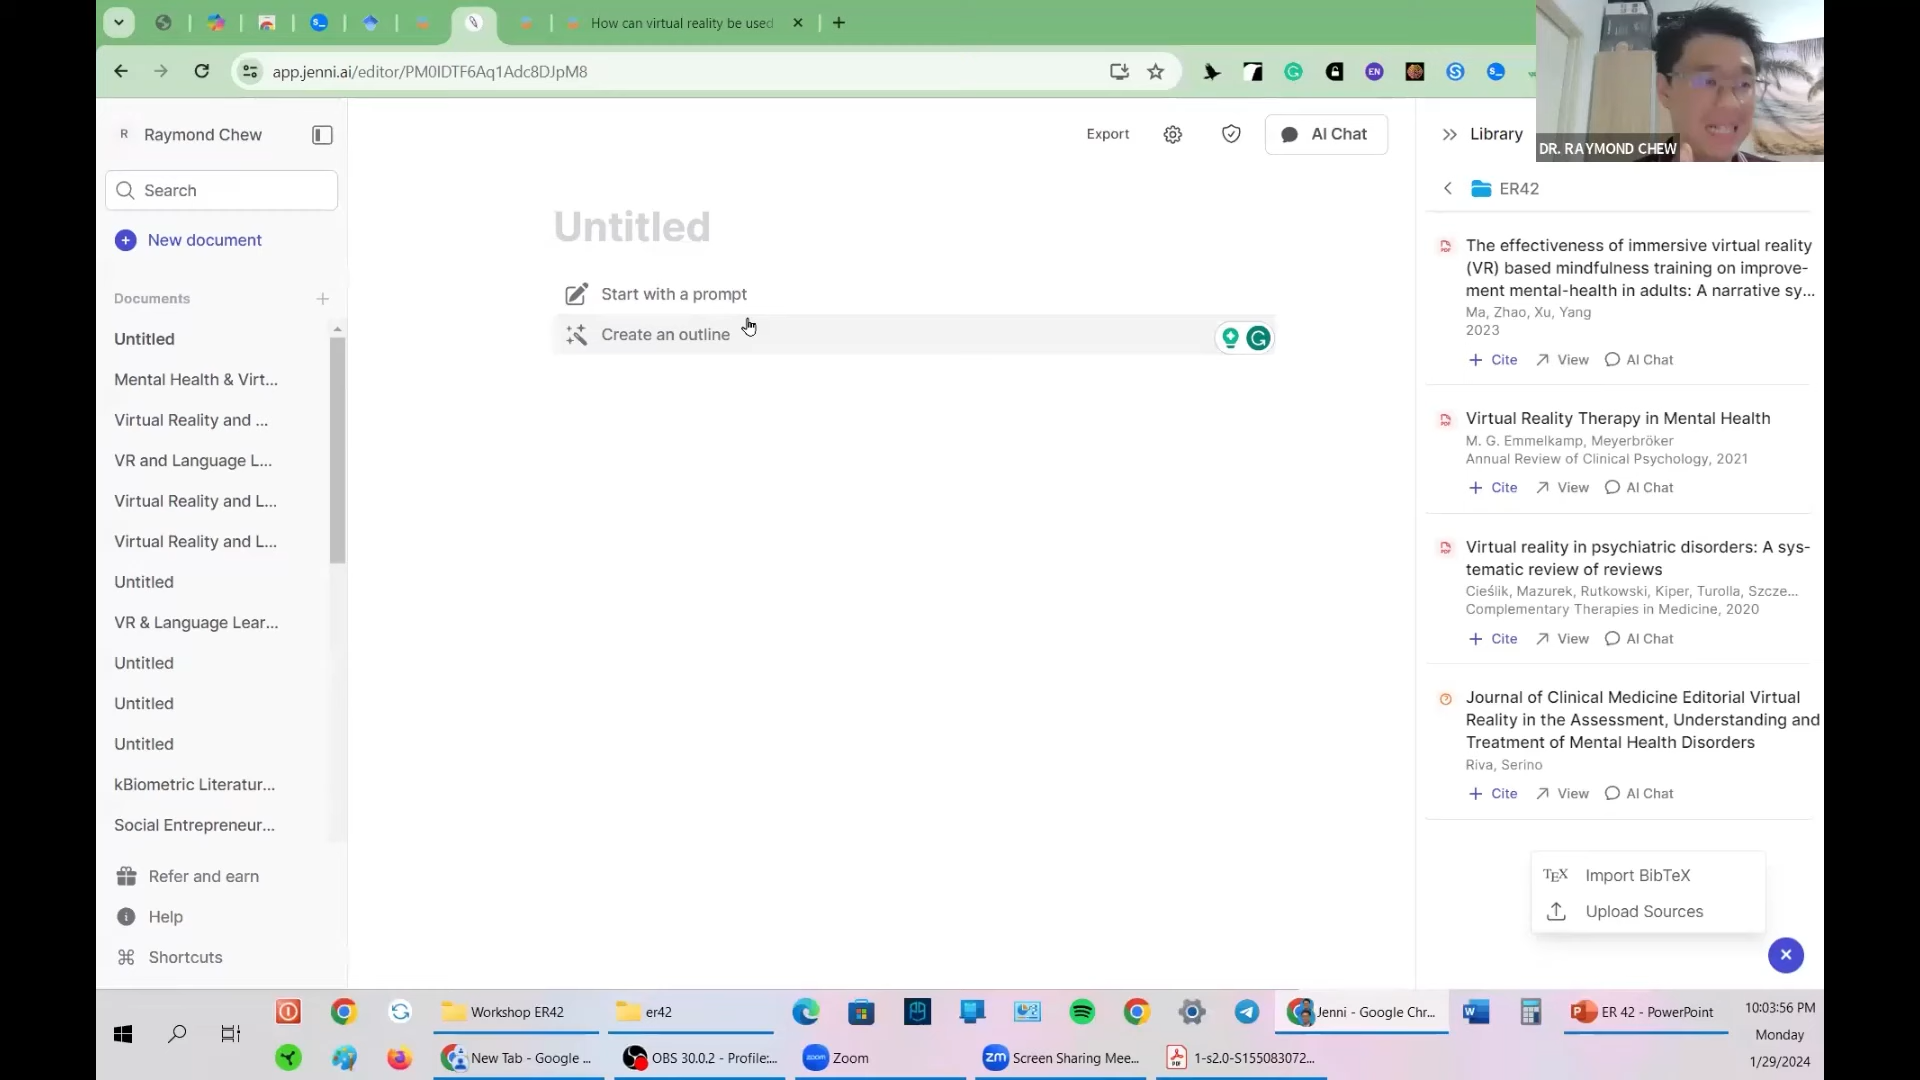 How can virtual reality be used
app.jenni.ai/editor/PM0IDTF6Aq1Adc8DJpM8
EN
R Raymond Chew
Export
AI Chat
Library
DR. RAYMOND CHEW
Search
ER42
New document
Untitled
Documents
Start with a prompt
Create an outline
Untitled
Mental Health & Virt...
Virtual Reality and ...
VR and Language L...
Virtual Reality and L...
Virtual Reality and L...
Untitled
VR & Language Lear...
Untitled
Untitled
Untitled
kBiometric Literatur...
Social Entrepreneur...
Refer and earn
Help
Shortcuts
The effectiveness of immersive virtual reality
(VR) based mindfulness training on improve-
ment mental-health in adults: A narrative sy...
Ma, Zhao, Xu, Yang
2023
Cite View AI Chat
Virtual Reality Therapy in Mental Health
M. G. Emmelkamp, Meyerbröker
Annual Review of Clinical Psychology, 2021
Cite View AI Chat
Virtual reality in psychiatric disorders: A sys-
tematic review of reviews
Cieślik, Mazurek, Rutkowski, Kiper, Turolla, Szcze...
Complementary Therapies in Medicine, 2020
Cite View AI Chat
Journal of Clinical Medicine Editorial Virtual
Reality in the Assessment, Understanding and
Treatment of Mental Health Disorders
Riva, Serino
Cite View AI Chat
TEX Import BibTeX
Upload Sources
Workshop ER42
er42
Jenni - Google Chr...
ER 42 - PowerPoint
New Tab - Google ...
OBS 30.0.2 - Profile:...
zoom Zoom
zm Screen Sharing Mee...
1-s2.0-S155083072...
10:03:56 PM
Monday
1/29/2024